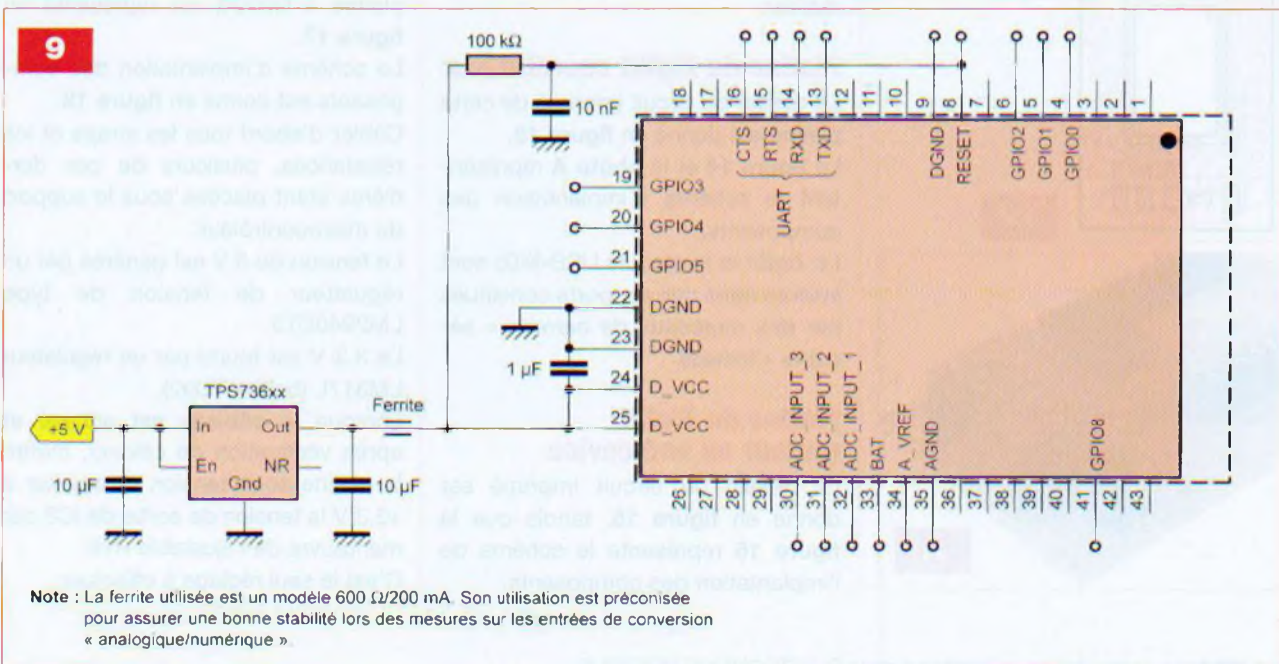 9
100 kΩ
10 nF
18
17
16
15
14
13
12
11
10
9
8
7
6
5
4
3
2
1
CTS
RTS
RXD
TXD
UART
DGND
RESET
GPIO2
GPIO1
GPIO0
19
GPIO3
20
GPIO4
21
GPIO5
22
DGND
23
DGND
24
D_VCC
25
D_VCC
1 µF
TPS736xx
Ferrite
+5 V
In
Out
En
NR
Gnd
10 µF
10 µF
ADC_INPUT_3
ADC_INPUT_2
ADC_INPUT_1
BAT
A_VREF
AGND
GPIO8
26
27
28
29
30
31
32
33
34
35
36
37
38
39
40
41
42
43
Note : La ferrite utilisée est un modèle 600 Ω/200 mA. Son utilisation est préconisée
pour assurer une bonne stabilité lors des mesures sur les entrées de conversion
« analogique/numérique »